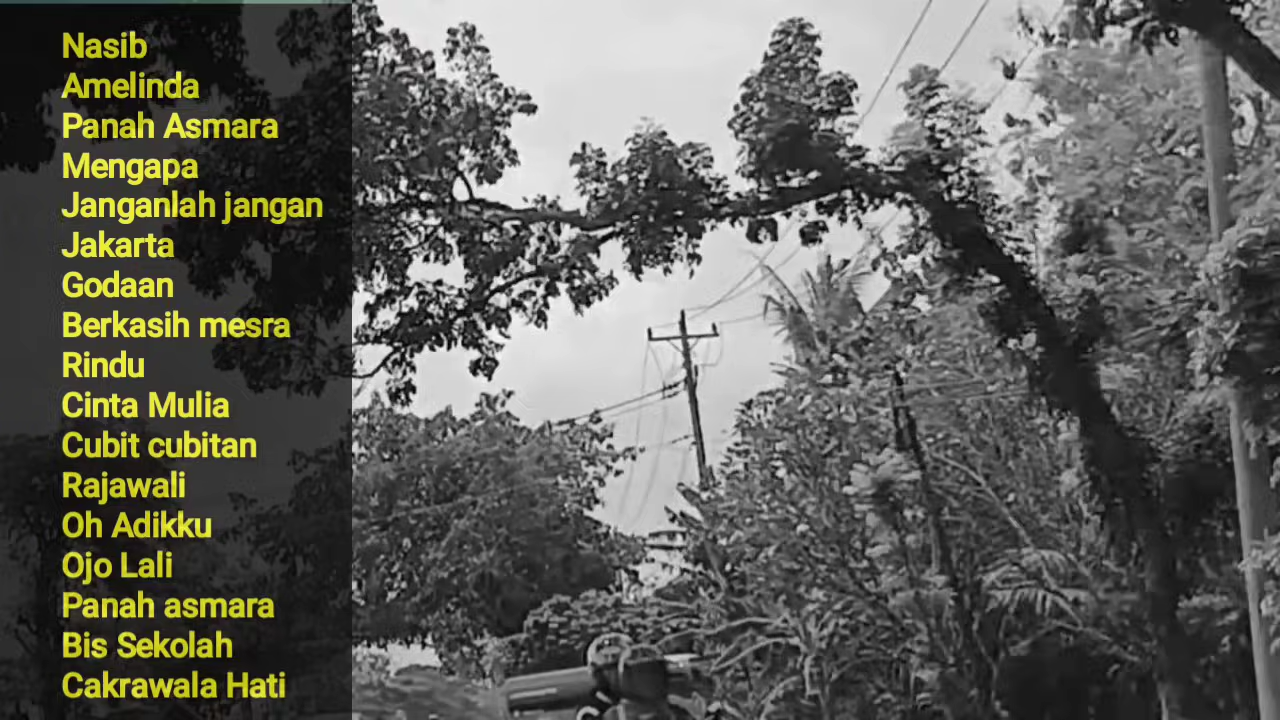 Nasib
Amelinda
Panah Asmara
Mengapa
Janganlah jangan
Jakarta
Godaan
Berkasih mesra
Rindu
Cinta Mulia
Cubit cubitan
Rajawali
Oh Adikku
Ojo Lali
Panah asmara
Bis Sekolah
Cakrawala Hati